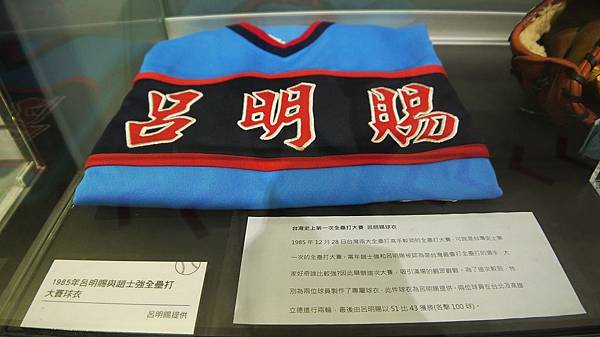 呂明賜
1985年呂明賜與趙士強全壘打
大賽球衣
呂明賜提供
台灣史上第一次全壘打大賽 呂明賜球衣
1985 年 12 月 28 日台灣兩大全壘打高手較勁的全壘打大賽，可說是台灣史上第
一次的全壘打大賽，當年趙士強和呂明賜被認為是台灣最會打全壘打的選手，大
家好奇誰比較強?因此舉辦這次大賽，吸引滿場的觀眾觀戰，為了這次較勁，特
別為兩位球員製作了專屬球衣，此件球衣為呂明賜提供。兩位球員在台北及高雄
立德進行兩輪，最後由呂明賜以 51 比 43 獲勝(各擊 100 球)。